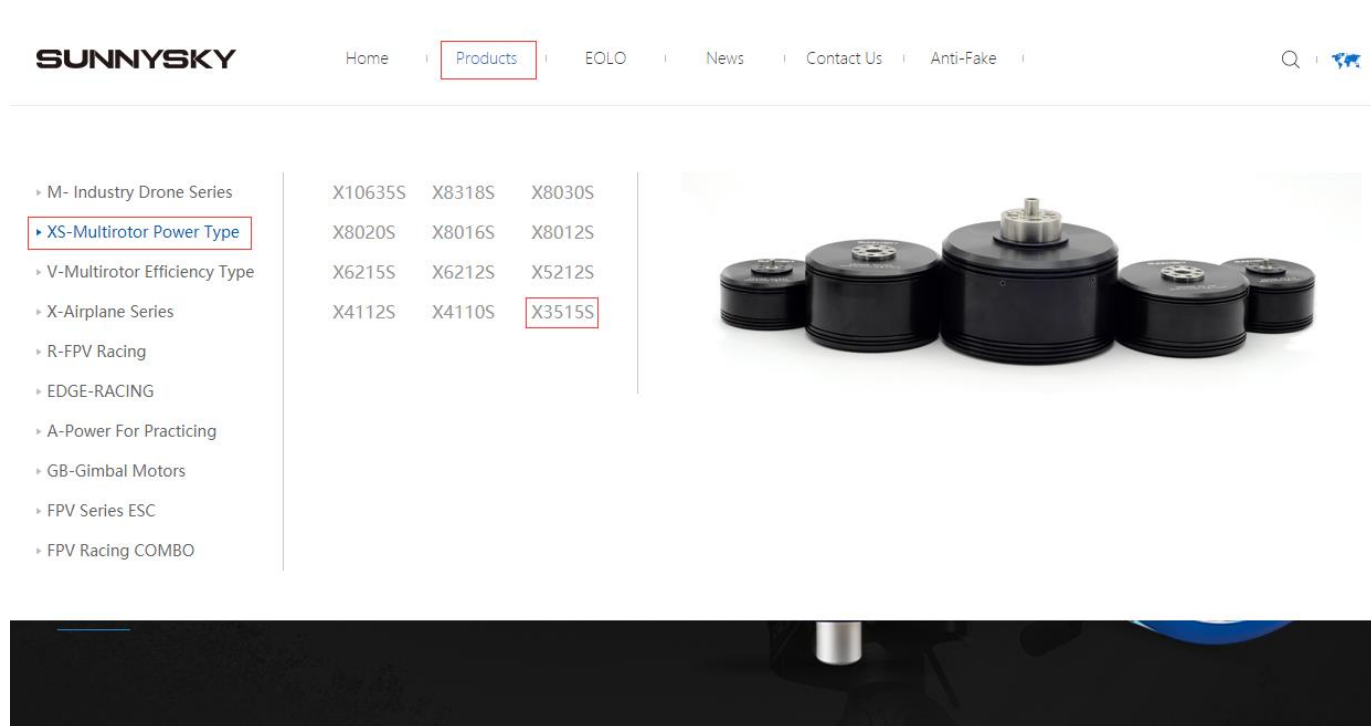 SUNNYSKY
Home Products EOLO News Contact Us Anti-Fake
M- Industry Drone Series
XS-Multirotor Power Type
V-Multirotor Efficiency Type
X-Airplane Series
R-FPV Racing
EDGE-RACING
A-Power For Practicing
GB-Gimbal Motors
FPV Series ESC
FPV Racing COMBO
X10635S X8318S X8030S
X8020S X8016S X8012S
X6215S X6212S X5212S
X4112S X4110S X3515S